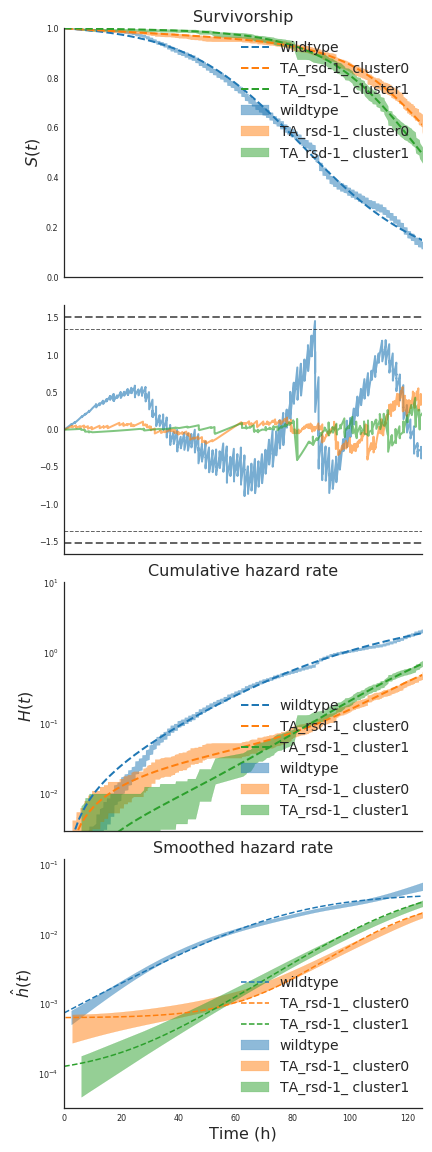 Survivorship
1.0
wildtype
TA_rsd-1_ cluster0
0.8
TA_rsd-1_ cluster1
wildtype
0.6
TA_rsd-1_ cluster0
TA_rsd-1_ cluster1
S(t)
0.4
0.2
0.0
1.5
1.0
0.5
0.0
−0.5
−1.0
−1.5
Cumulative hazard rate
10¹
10⁰
H(t)
wildtype
10⁻¹
TA_rsd-1_ cluster0
TA_rsd-1_ cluster1
wildtype
10⁻²
TA_rsd-1_ cluster0
TA_rsd-1_ cluster1
Smoothed hazard rate
10⁻¹
10⁻²
ĥ(t)
wildtype
10⁻³
TA_rsd-1_ cluster0
TA_rsd-1_ cluster1
wildtype
10⁻⁴
TA_rsd-1_ cluster0
TA_rsd-1_ cluster1
0 20 40 60 80 100 120
Time (h)